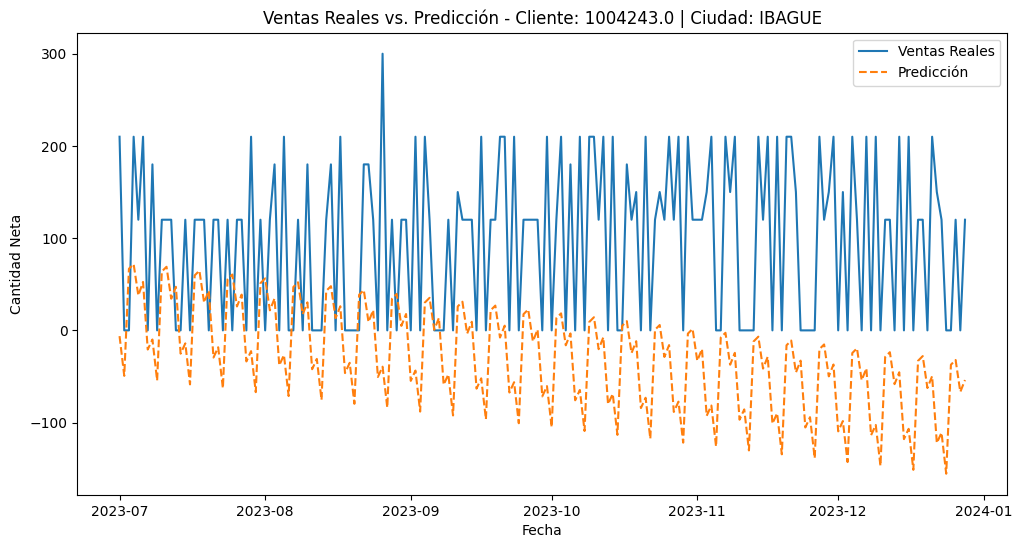 Ventas Reales vs. Predicción - Cliente: 1004243.0 | Ciudad: IBAGUE
Ventas Reales
Predicción
300
200
100
0
−100
Cantidad Neta
2023-07
2023-08
2023-09
2023-10
2023-11
2023-12
2024-01
Fecha